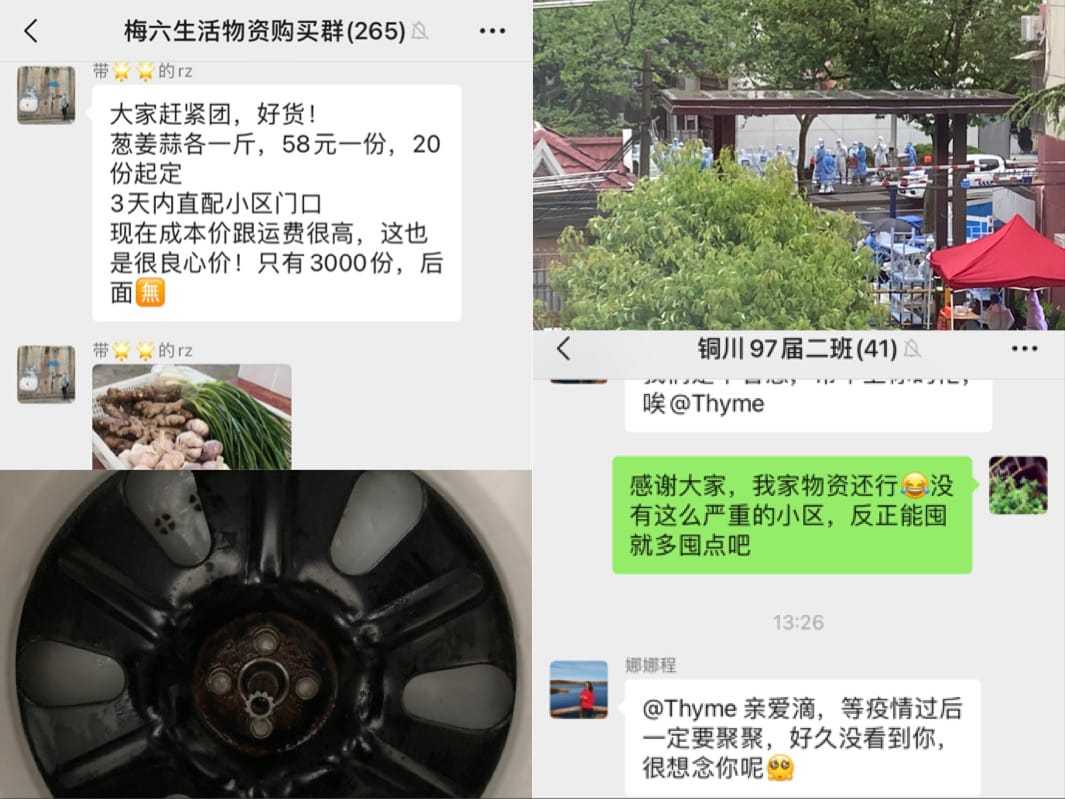 梅六生活物资购买群(265)
带🌟🌟的rz
大家赶紧团，好货！
葱姜蒜各一斤，58元一份，20
份起定
3天内直配小区门口
现在成本价跟运费很高，这也
是很良心价！只有3000份，后
面🈚
带🌟🌟的rz
铜川97届二班(41)
唉@Thyme
感谢大家，我家物资还行😂没
有这么严重的小区，反正能囤
就多囤点吧
13:26
娜娜程
@Thyme 亲爱滴，等疫情过后
一定要聚聚，好久没看到你，
很想念你呢🥺